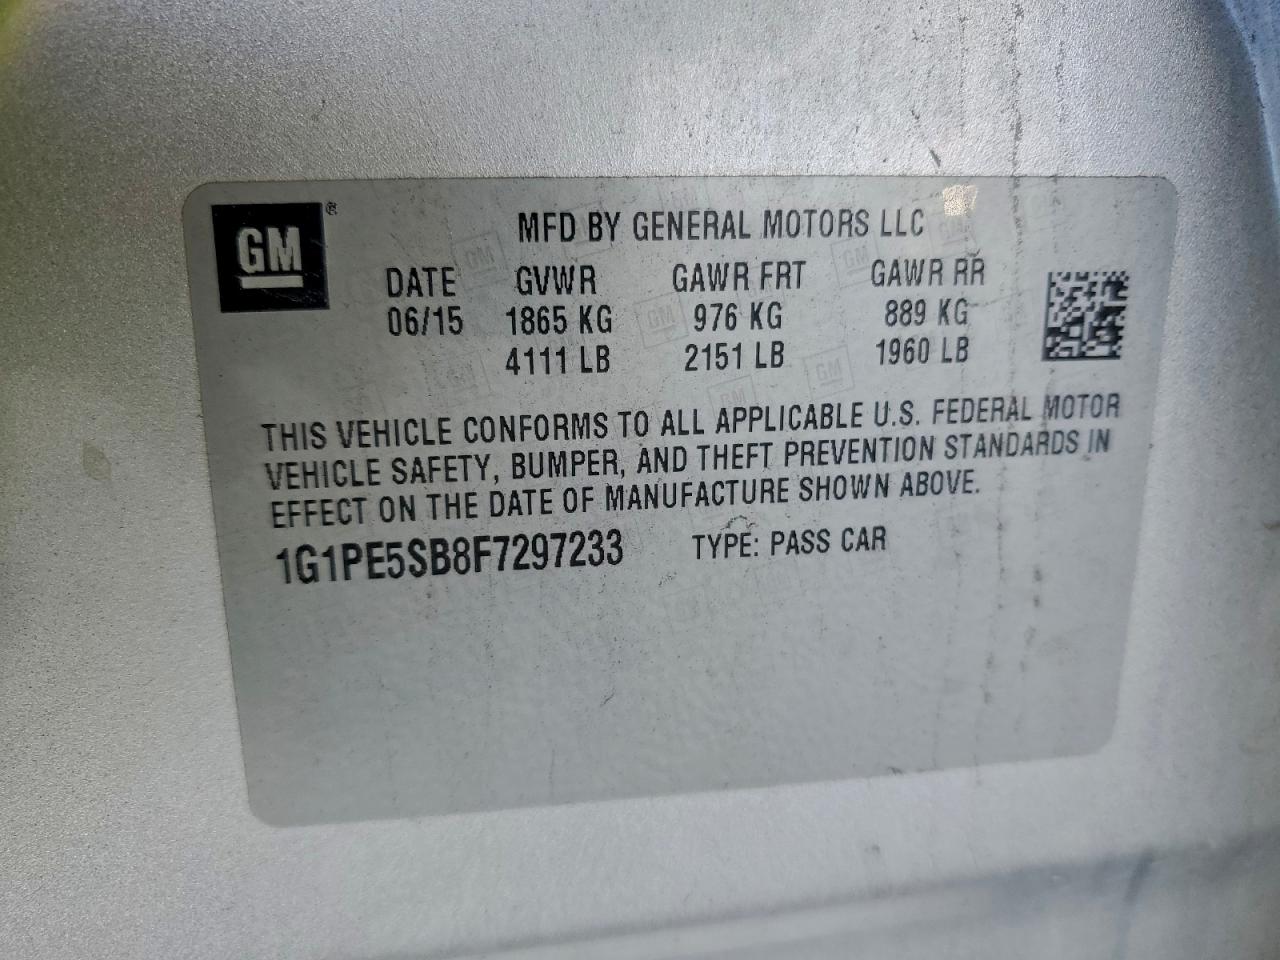 GM ®
MFD BY GENERAL MOTORS LLC
DATE GVWR GAWR FRT GAWR RR
06/15 1865 KG 976 KG 889 KG
4111 LB 2151 LB 1960 LB
THIS VEHICLE CONFORMS TO ALL APPLICABLE U.S. FEDERAL MOTOR
VEHICLE SAFETY, BUMPER, AND THEFT PREVENTION STANDARDS IN
EFFECT ON THE DATE OF MANUFACTURE SHOWN ABOVE.
1G1PE5SB8F7297233 TYPE: PASS CAR